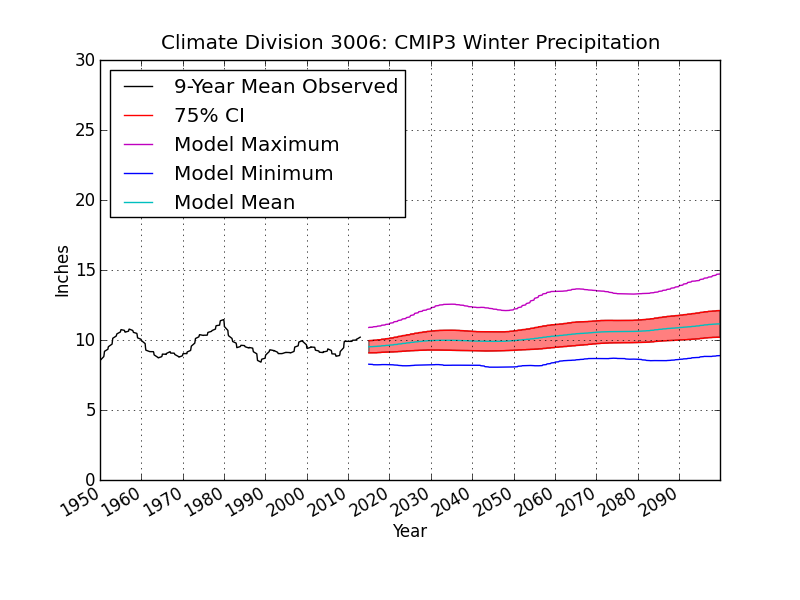 Climate Division 3006: CMIP3 Winter Precipitation
30
25
20
15
10
5
0
Inches
9-Year Mean Observed
75% CI
Model Maximum
Model Minimum
Model Mean
1950 1960 1970 1980 1990 2000 2010 2020 2030 2040 2050 2060 2070 2080 2090
Year